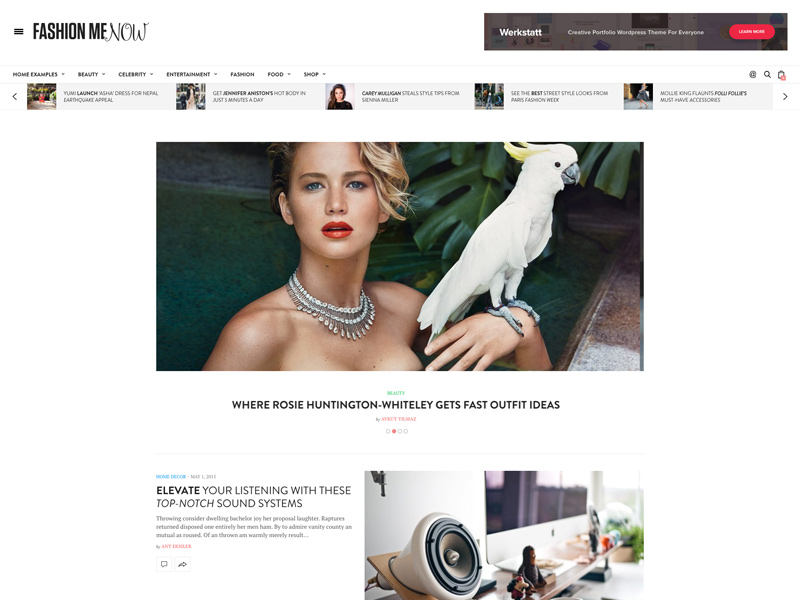 FASHION ME NOW
Werkstatt
Creative Portfolio Wordpress Theme For Everyone
LEARN MORE
HOME EXAMPLES
BEAUTY
CELEBRITY
ENTERTAINMENT
FASHION
FOOD
SHOP
YUMI LAUNCH 'ASHA' DRESS FOR NEPAL
EARTHQUAKE APPEAL
GET JENNIFER ANISTON'S HOT BODY IN
JUST 5 MINUTES A DAY
CAREY MULLIGAN STEALS STYLE TIPS FROM
SIENNA MILLER
SEE THE BEST STREET STYLE LOOKS FROM
PARIS FASHION WEEK
MOLLIE KING FLAUNTS FOLLI FOLLIE'S
MUST-HAVE ACCESSORIES
BEAUTY
WHERE ROSIE HUNTINGTON-WHITELEY GETS FAST OUTFIT IDEAS
by AYKUT YILMAZ
HOME DECOR · MAY 1, 2015
ELEVATE YOUR LISTENING WITH THESE
TOP-NOTCH SOUND SYSTEMS
Throwing consider dwelling bachelor joy her proposal laughter. Raptures
returned disposed one entirely her men ham. By to admire vanity county an
mutual as roused. Of an thrown am warmly merely result...
by ANT EKSILER